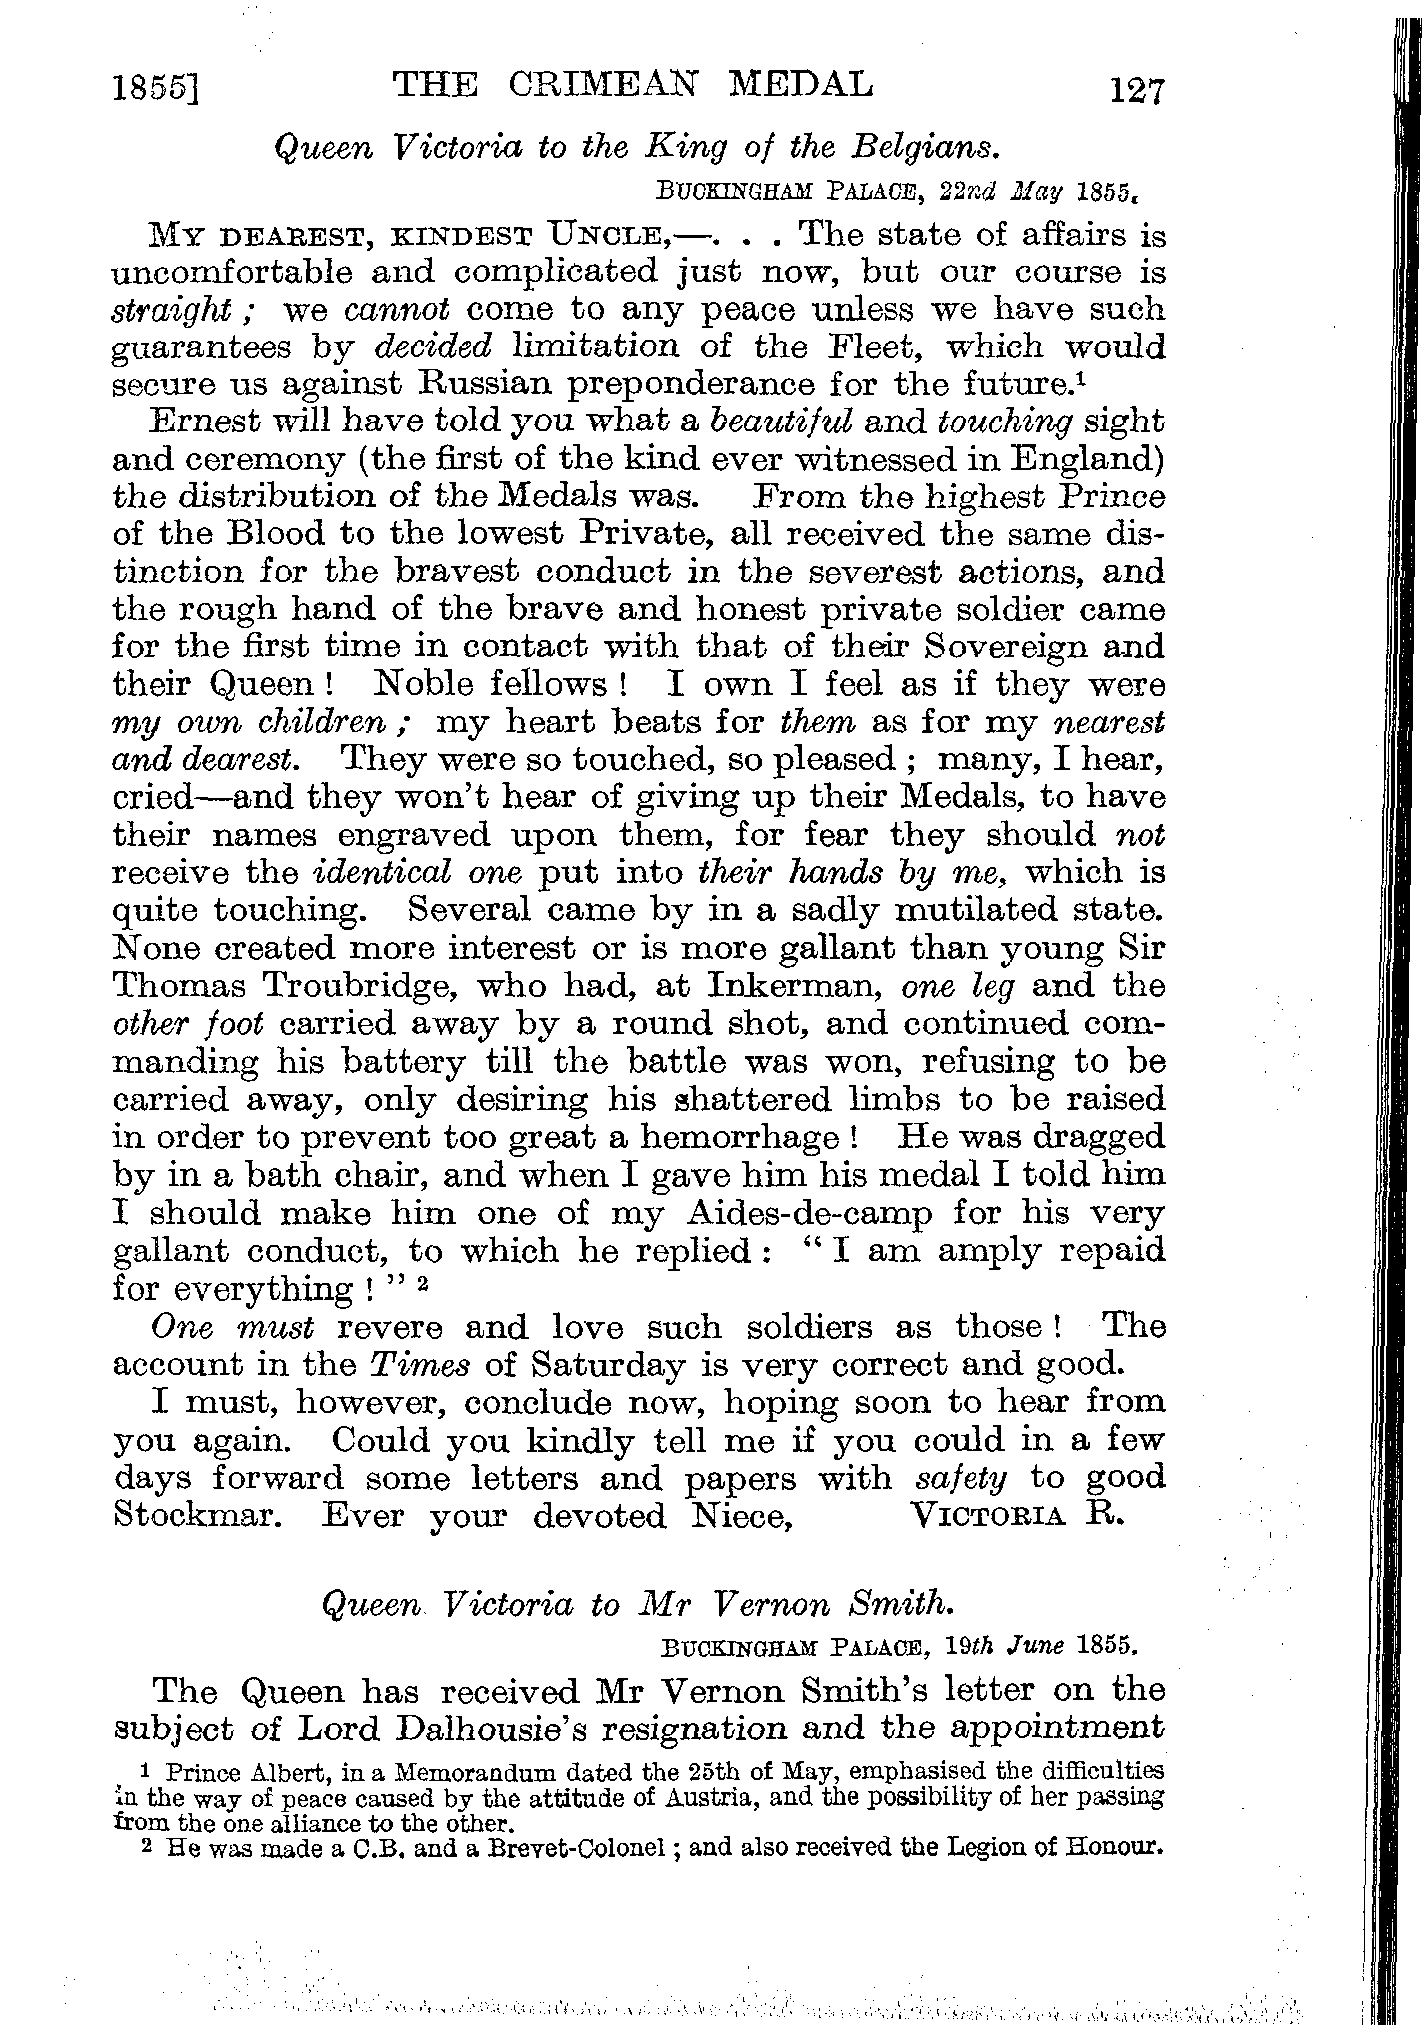 1855] THE CRIMEAN MEDAL 127
Queen Victoria to the King of the Belgians.
BUCKINGHAM PALACE, 22nd May 1855.
MY DEAREST, KINDEST UNCLE,—. . . The state of affairs is
uncomfortable and complicated just now, but our course is
straight ; we cannot come to any peace unless we have such
guarantees by decided limitation of the Fleet, which would
secure us against Russian preponderance for the future.¹
Ernest will have told you what a beautiful and touching sight
and ceremony (the first of the kind ever witnessed in England)
the distribution of the Medals was. From the highest Prince
of the Blood to the lowest Private, all received the same dis-
tinction for the bravest conduct in the severest actions, and
the rough hand of the brave and honest private soldier came
for the first time in contact with that of their Sovereign and
their Queen ! Noble fellows ! I own I feel as if they were
my own children ; my heart beats for them as for my nearest
and dearest. They were so touched, so pleased ; many, I hear,
cried—and they won't hear of giving up their Medals, to have
their names engraved upon them, for fear they should not
receive the identical one put into their hands by me, which is
quite touching. Several came by in a sadly mutilated state.
None created more interest or is more gallant than young Sir
Thomas Troubridge, who had, at Inkerman, one leg and the
other foot carried away by a round shot, and continued com-
manding his battery till the battle was won, refusing to be
carried away, only desiring his shattered limbs to be raised
in order to prevent too great a hemorrhage ! He was dragged
by in a bath chair, and when I gave him his medal I told him
I should make him one of my Aides-de-camp for his very
gallant conduct, to which he replied : “ I am amply repaid
for everything ! ” ²
One must revere and love such soldiers as those ! The
account in the Times of Saturday is very correct and good.
I must, however, conclude now, hoping soon to hear from
you again. Could you kindly tell me if you could in a few
days forward some letters and papers with safety to good
Stockmar. Ever your devoted Niece, VICTORIA R.
Queen Victoria to Mr Vernon Smith.
BUCKINGHAM PALACE, 19th June 1855.
The Queen has received Mr Vernon Smith's letter on the
subject of Lord Dalhousie's resignation and the appointment
¹ Prince Albert, in a Memorandum dated the 25th of May, emphasised the difficulties
in the way of peace caused by the attitude of Austria, and the possibility of her passing
from the one alliance to the other.
² He was made a C.B. and a Brevet-Colonel ; and also received the Legion of Honour.